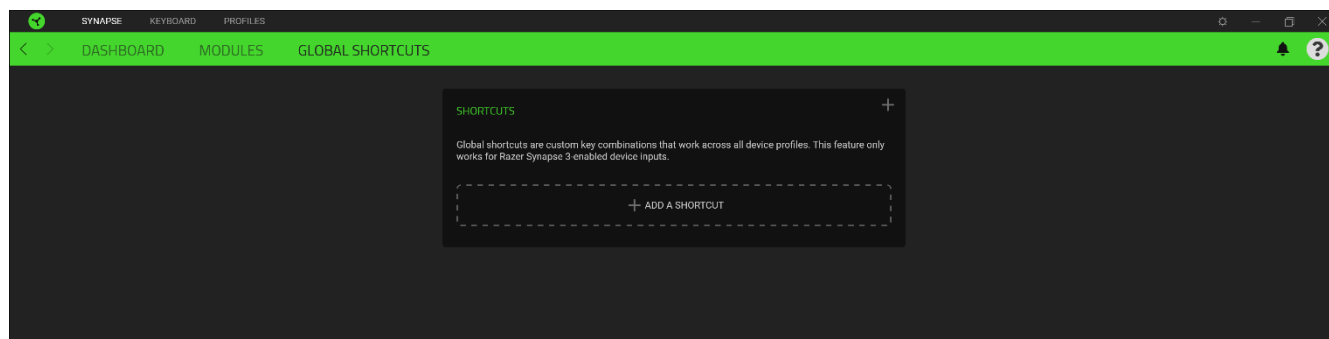 SYNAPSE KEYBOARD PROFILES
DASHBOARD MODULES GLOBAL SHORTCUTS
?
SHORTCUTS
Global shortcuts are custom key combinations that work across all device profiles. This feature only
works for Razer Synapse 3-enabled device inputs.
ADD A SHORTCUT